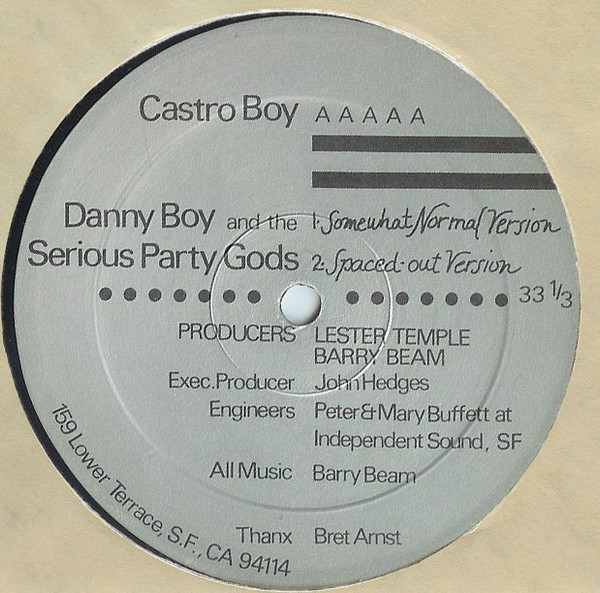 Castro Boy A A A A A
Danny Boy and the 1. Somewhat Normal Version
Serious Party Gods 2. Spaced-out Version
33 1/3
PRODUCERS LESTER TEMPLE
BARRY BEAM
Exec.Producer John Hedges
Engineers Peter & Mary Buffett at
Independent Sound, SF
All Music Barry Beam
Thanx Bret Arnst
159 Lower Terrace, S.F., CA 94114